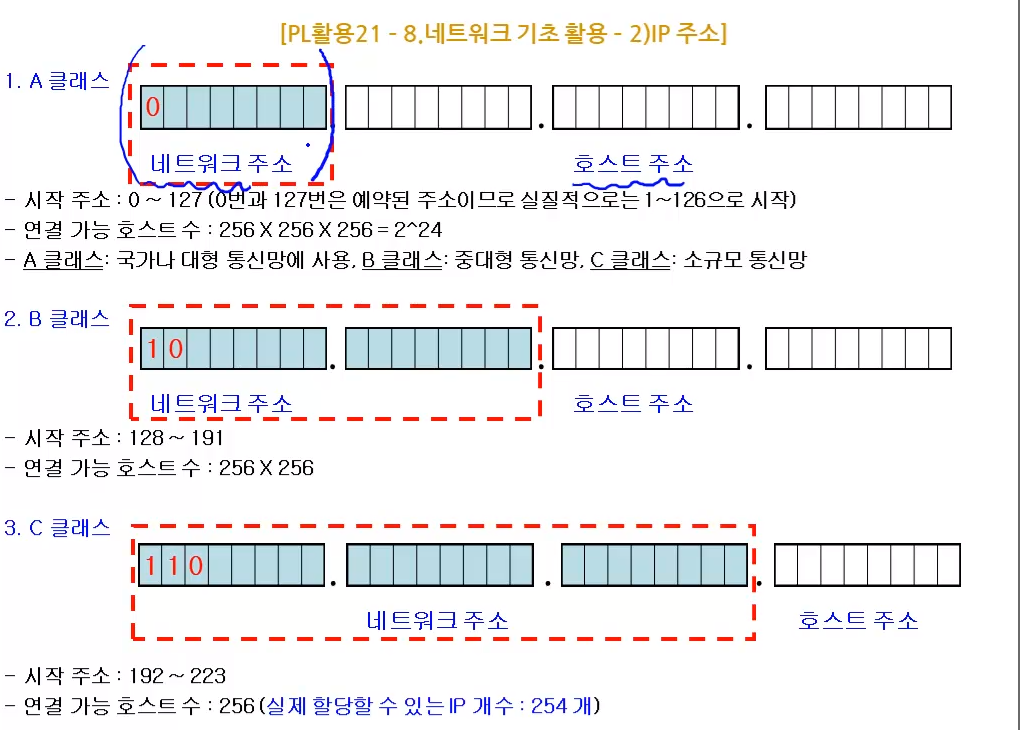 [PL활용21 - 8.네트워크 기초 활용 - 2)IP 주소]
1. A 클래스
0
네트워크 주소 호스트 주소
- 시작 주소 : 0 ~ 127 (0번과 127번은 예약된 주소이므로 실질적으로는 1~126으로 시작)
- 연결 가능 호스트 수 : 256 X 256 X 256 = 2^24
- A 클래스: 국가나 대형 통신망에 사용, B 클래스: 중대형 통신망, C 클래스: 소규모 통신망
2. B 클래스
1 0
네트워크 주소 호스트 주소
- 시작 주소 : 128 ~ 191
- 연결 가능 호스트 수 : 256 X 256
3. C 클래스
1 1 0
네트워크 주소 호스트 주소
- 시작 주소 : 192 ~ 223
- 연결 가능 호스트 수 : 256 (실제 할당할 수 있는 IP 개수 : 254 개)